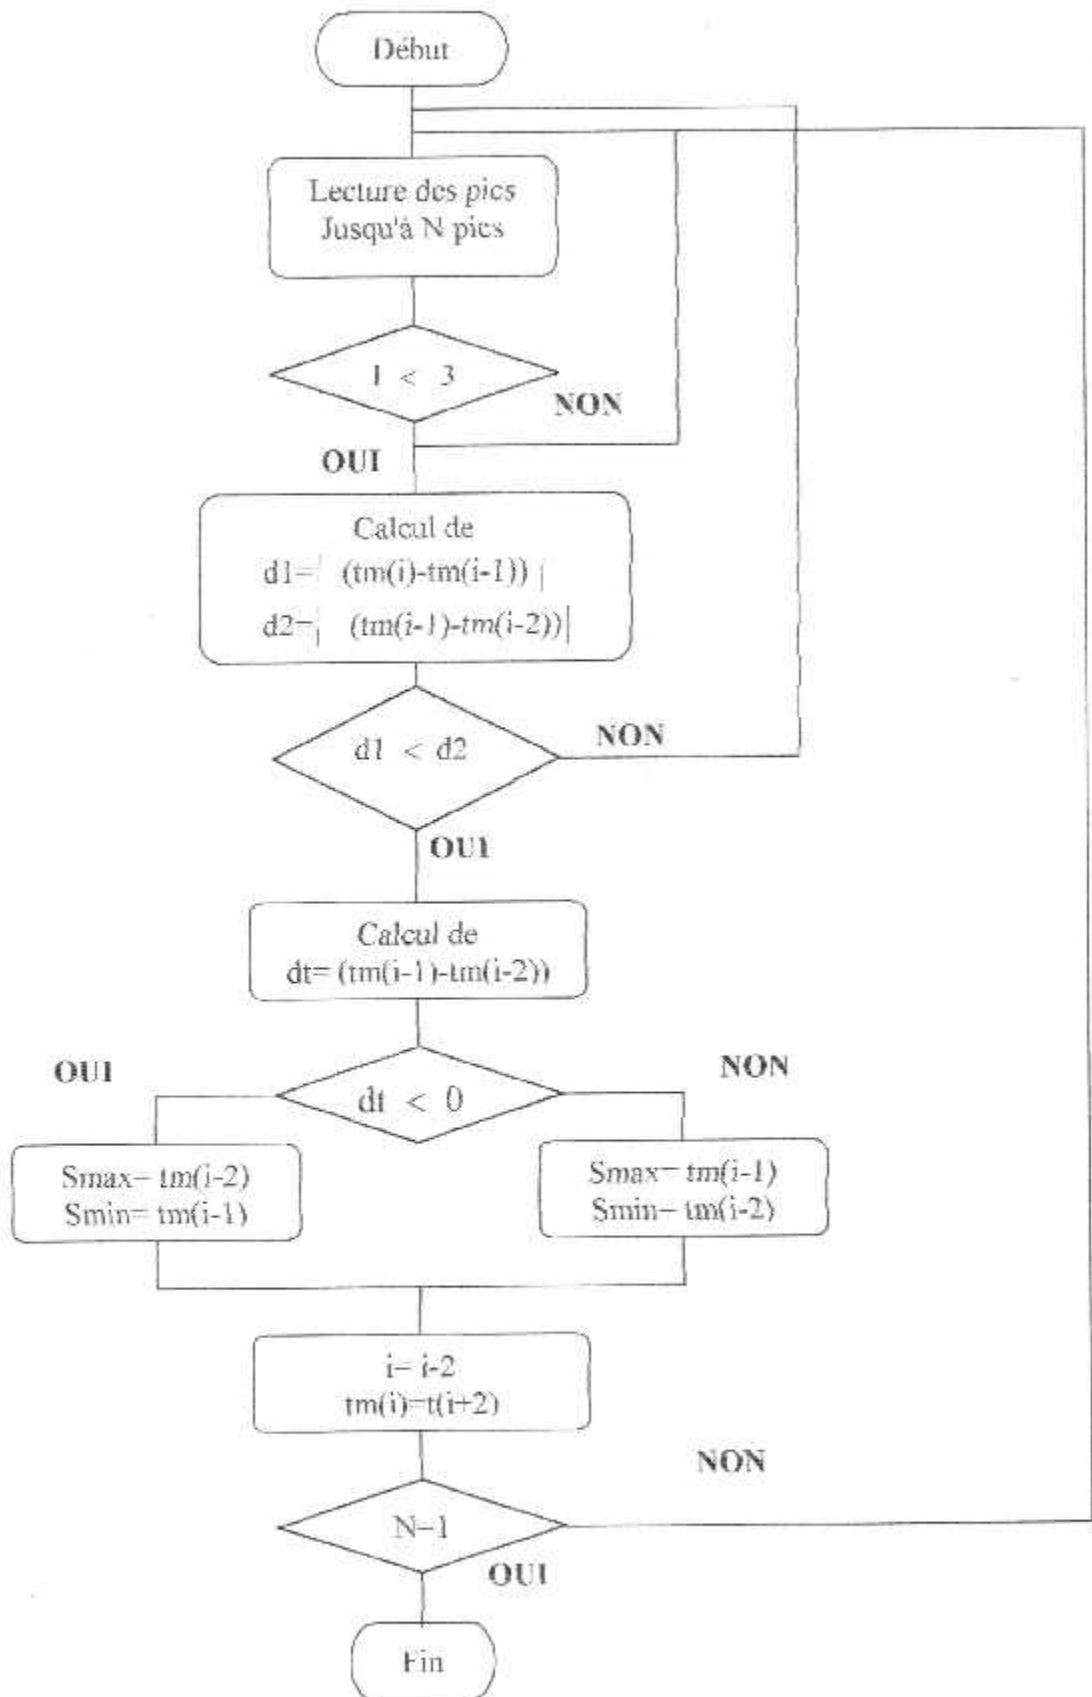 Début
Lecture des pics
Jusqu'à N pics
I < 3
NON
OUI
Calcul de
d1=| (tm(i)-tm(i-1)) |
d2=| (tm(i-1)-tm(i-2))|
d1 < d2
NON
OUI
Calcul de
dt= (tm(i-1)-tm(i-2))
OUI
NON
dt < 0
Smax= tm(i-2)
Smin= tm(i-1)
Smax= tm(i-1)
Smin= tm(i-2)
i= i-2
tm(i)=t(i+2)
NON
N=1
OUI
Fin